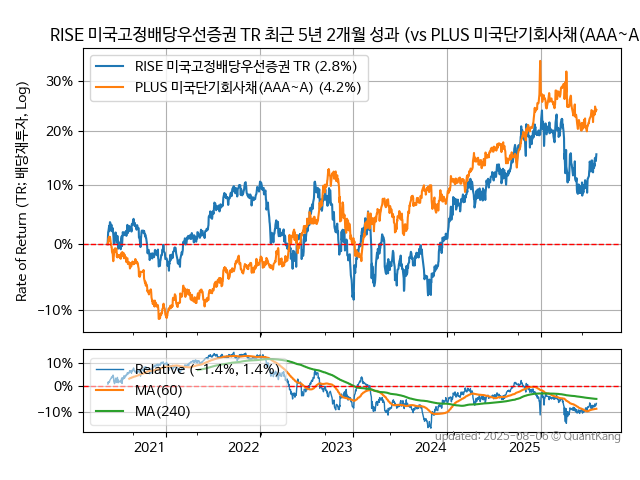 RISE 미국고정배당우선증권 TR 최근 5년 2개월 성과 (vs PLUS 미국단기회사채(AAA~A
Rate of Return (TR: 배당재투자, Log)
30%
20%
10%
0%
−10%
RISE 미국고정배당우선증권 TR (2.8%)
PLUS 미국단기회사채(AAA~A) (4.2%)
10%
0%
−10%
Relative (−1.4%, 1.4%)
MA(60)
MA(240)
2021 2022 2023 2024 2025
updated: 2025-08-06 © QuantKang